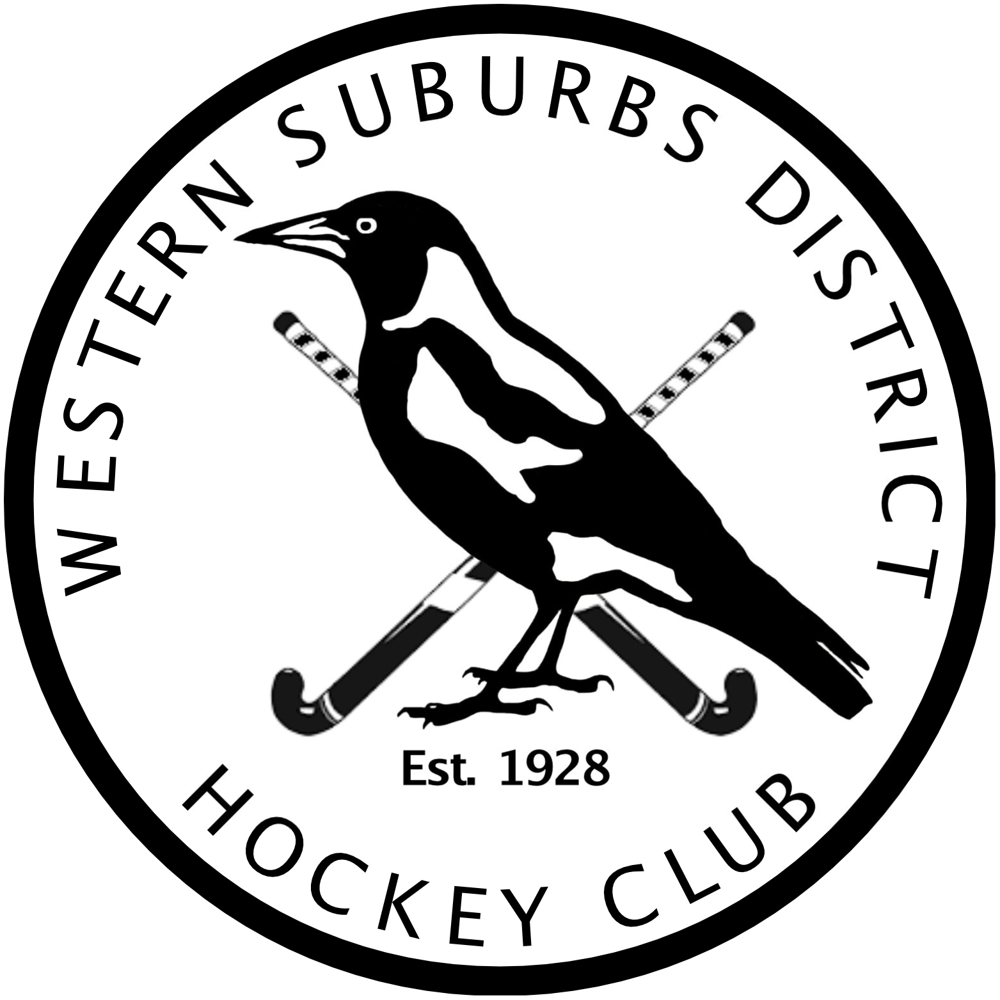 WESTERN SUBURBS DISTRICT
Est. 1928
HOCKEY CLUB